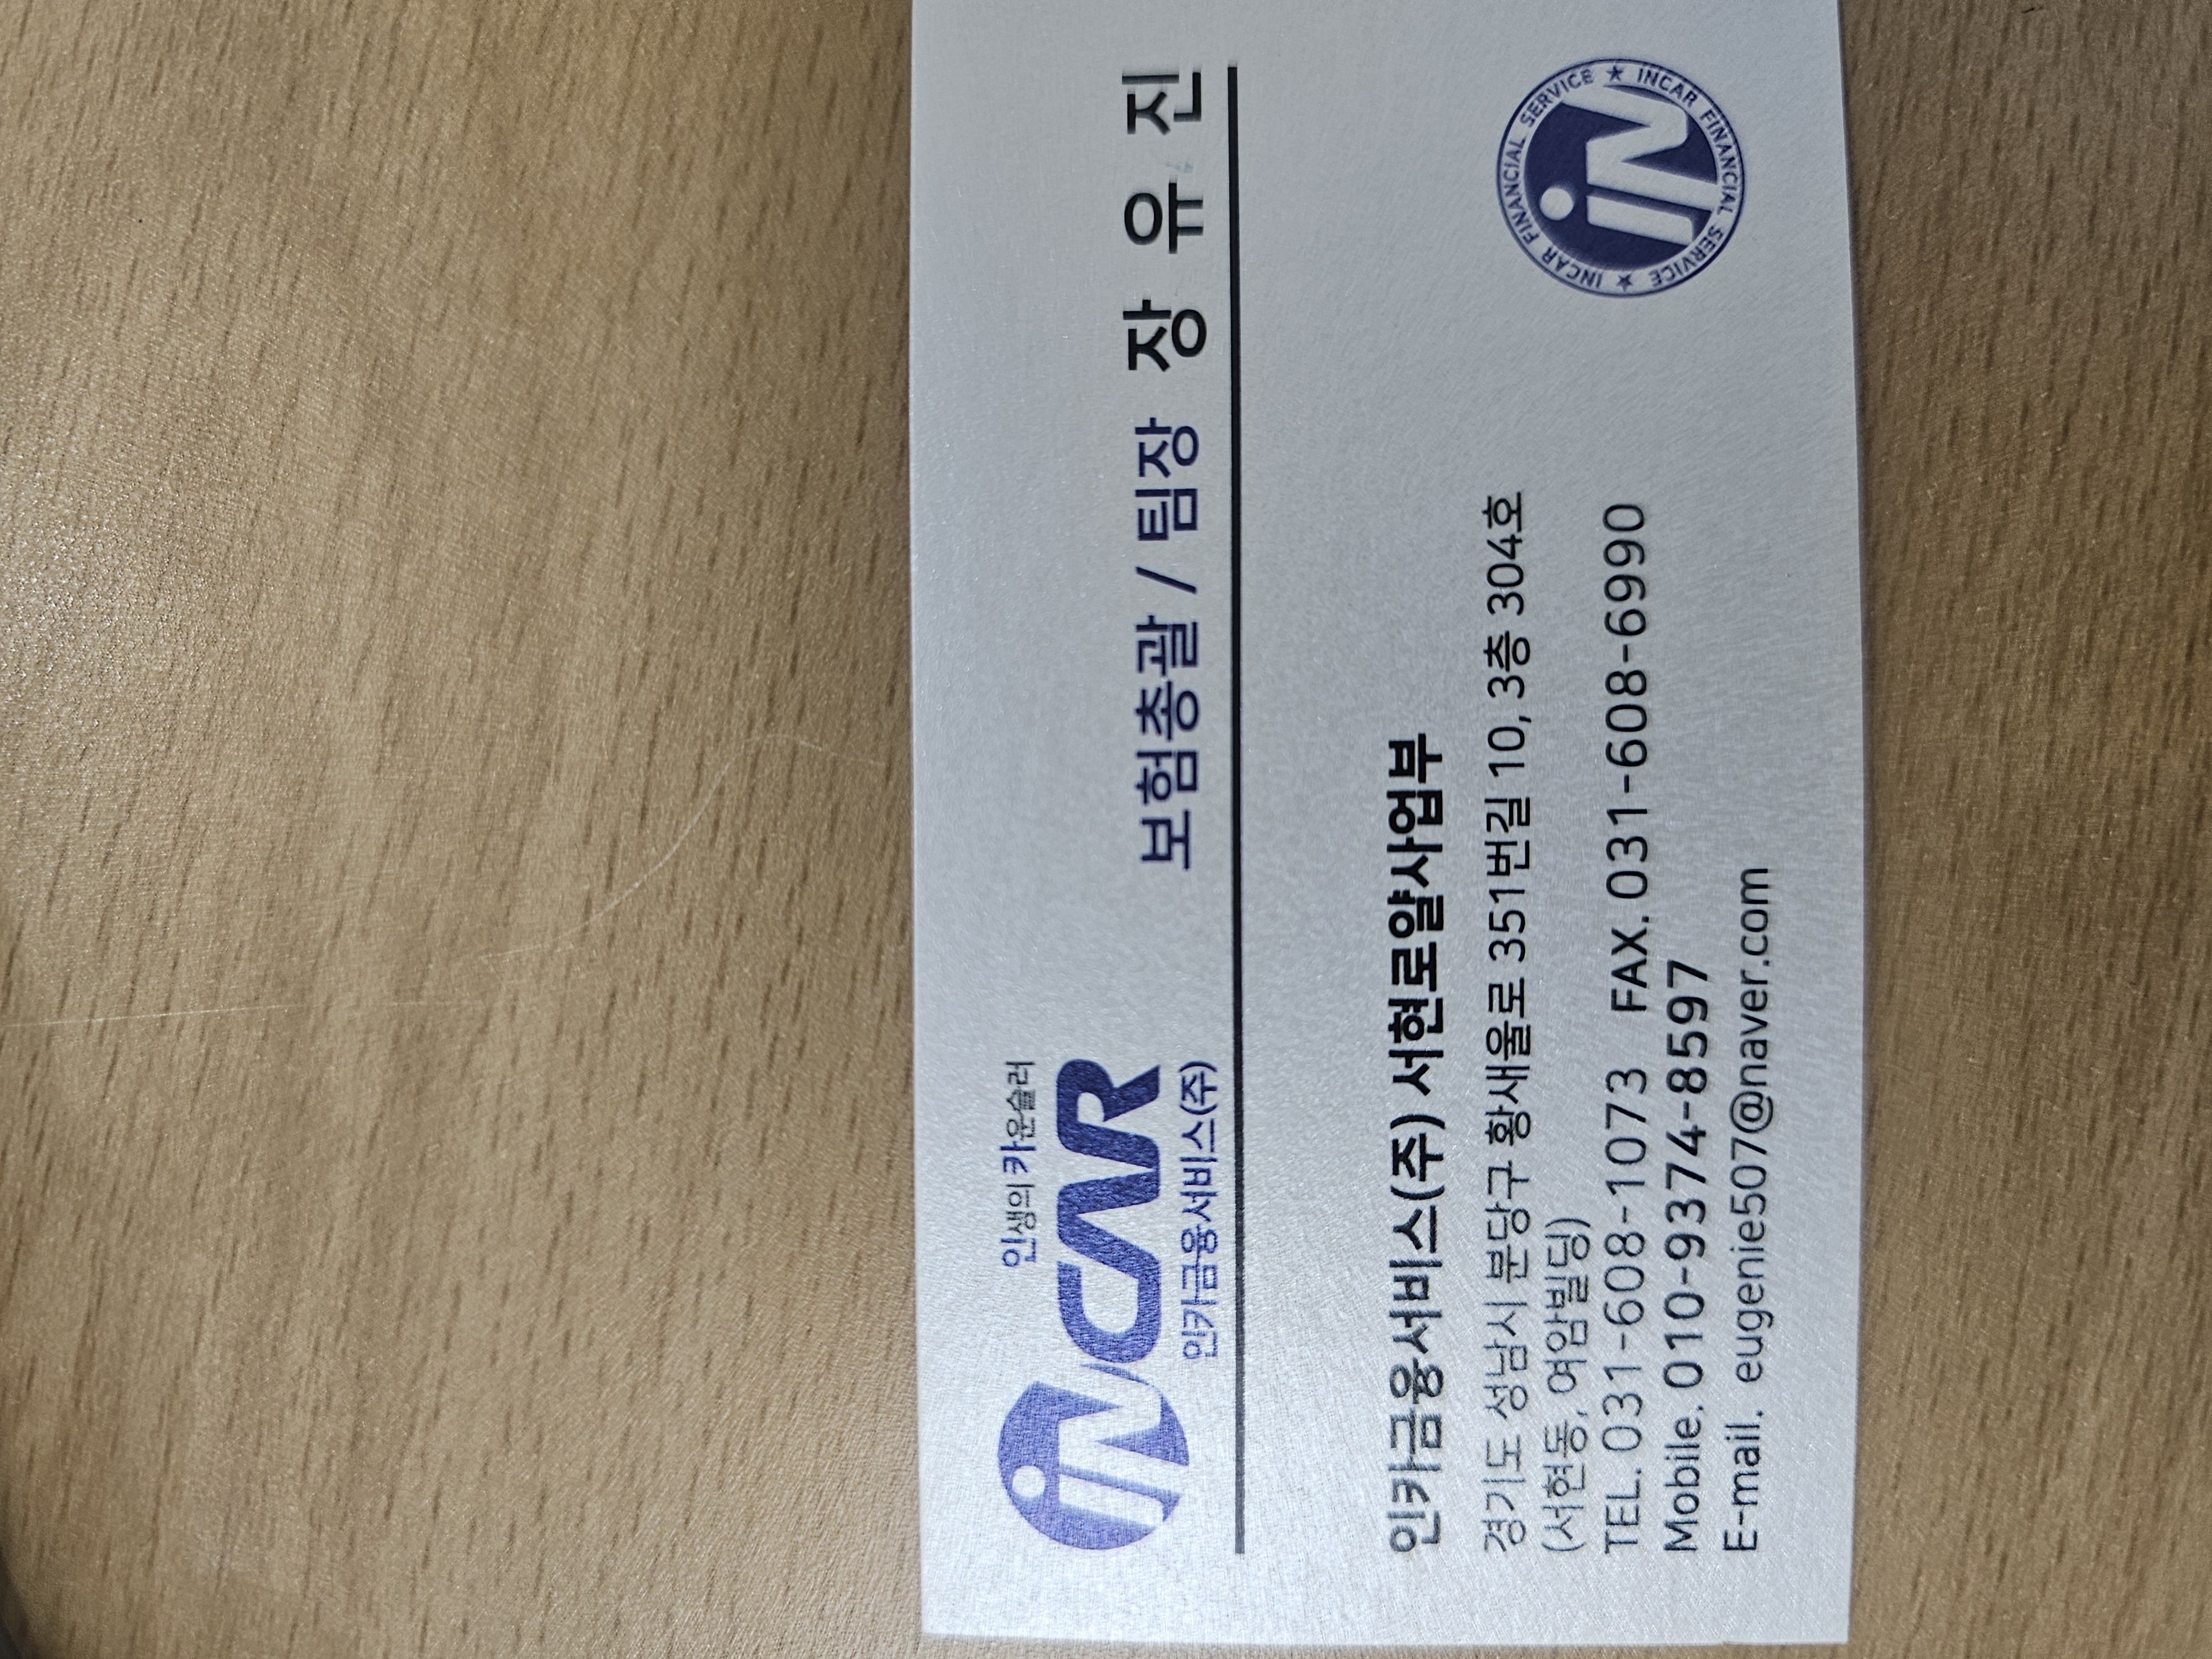 인생의 카운슬러
iN CAR
인카금융서비스(주)
보험총괄 / 팀장 장 유 진
인카금융서비스(주) 서현로얄사업부
경기도 성남시 분당구 황새울로 351번길 10, 3층 304호
(서현동, 여암빌딩)
TEL. 031-608-1073 FAX. 031-608-6990
Mobile. 010-9374-8597
E-mail. eugenie507@naver.com
iN
INCAR FINANCIAL SERVICE ★ INCAR FINANCIAL SERVICE ★